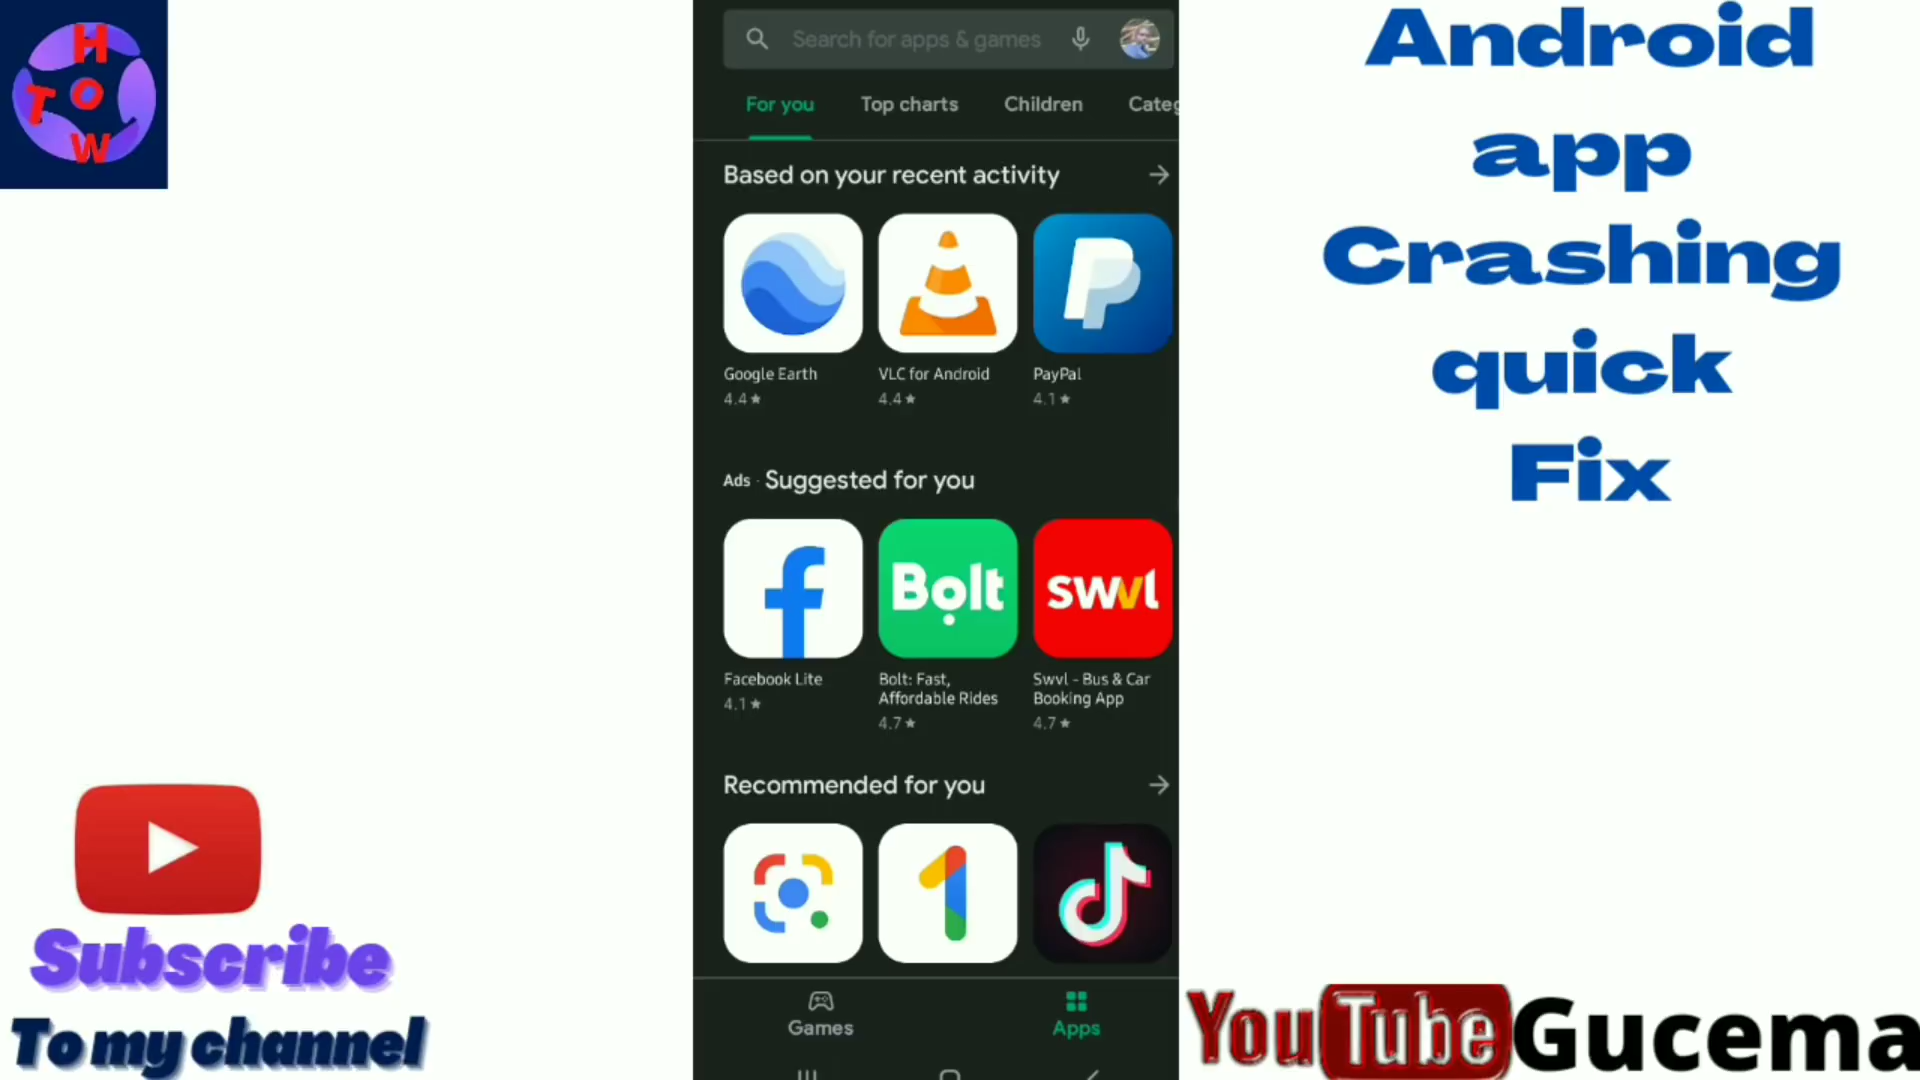 H
T O
W
Search for apps & games
For you Top charts Children Categ
Based on your recent activity
Google Earth
4.4★
VLC for Android
4.4★
PayPal
4.1★
Ads · Suggested for you
Bolt
swvl
Facebook Lite
4.1★
Bolt: Fast,
Affordable Rides
4.7★
Swvl - Bus & Car
Booking App
4.7★
Recommended for you
Games
Apps
Android
app
Crashing
quick
Fix
Subscribe
To my channel
YouTube Gucema